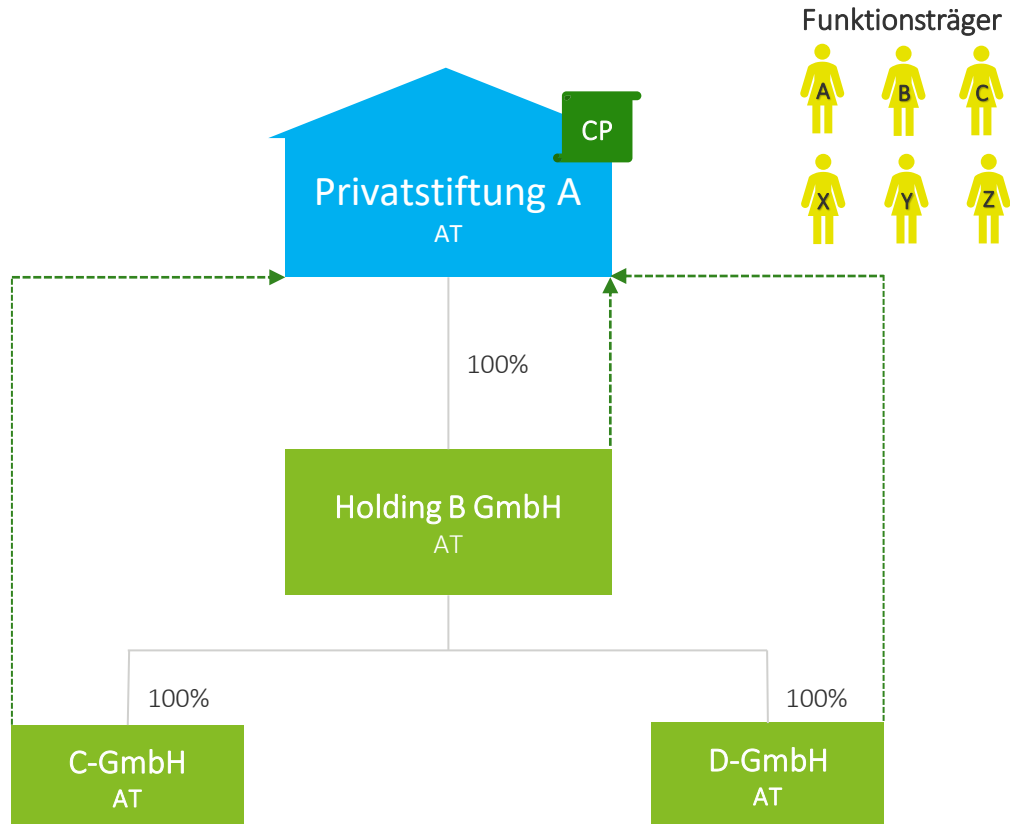 Funktionsträger
A
B
C
CP
X
Y
Z
Privatstiftung A
AT
100%
Holding B GmbH
AT
100%
100%
C-GmbH
AT
D-GmbH
AT